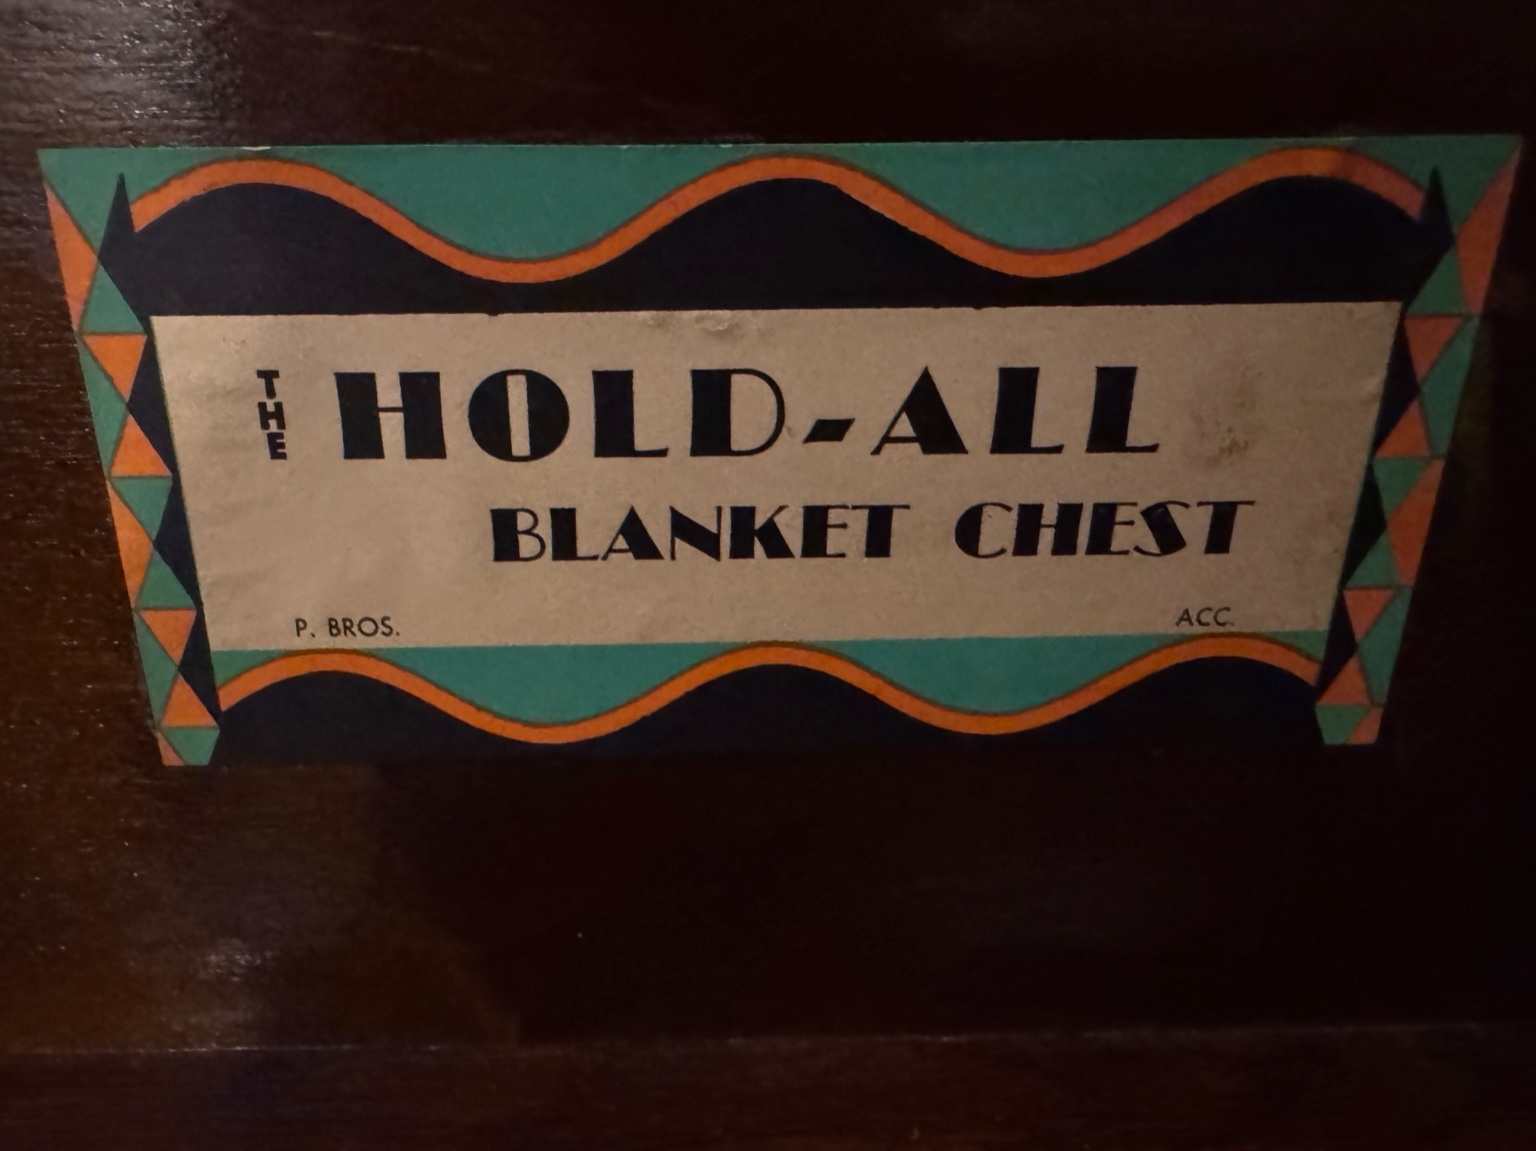 THE HOLD-ALL
BLANKET CHEST
P. BROS. ACC.